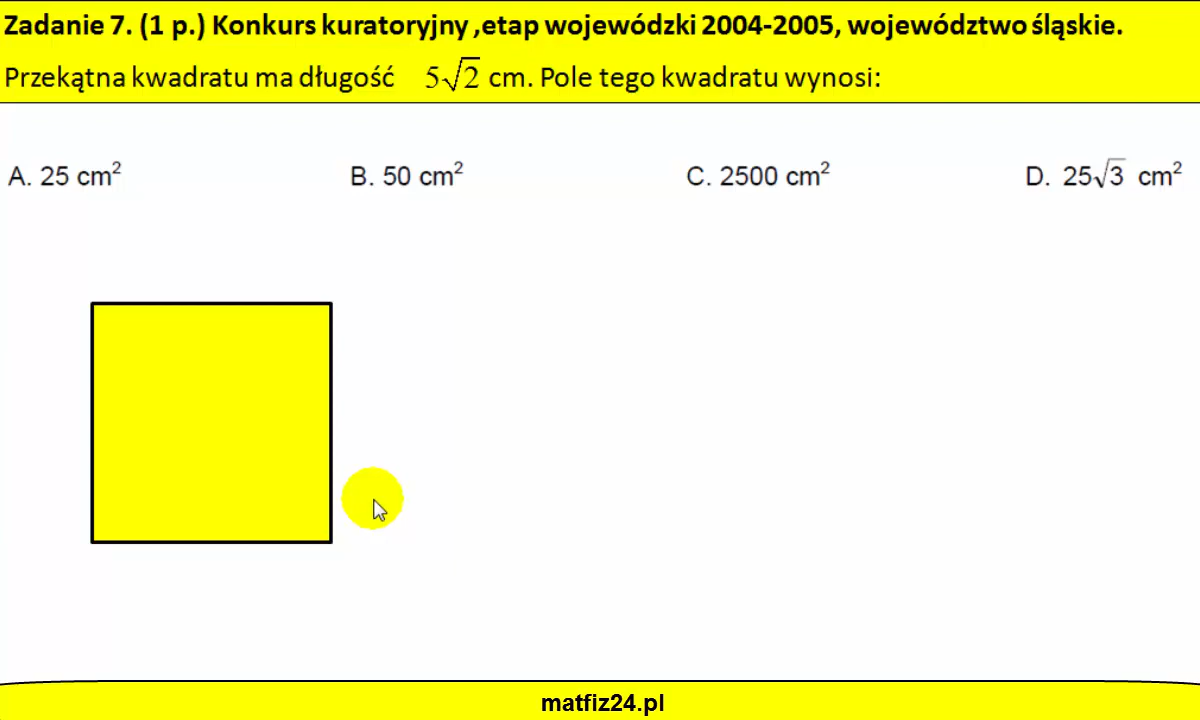 Zadanie 7. (1 p.) Konkurs kuratoryjny ,etap wojewódzki 2004-2005, województwo śląskie.
Przekątna kwadratu ma długość 5√2 cm. Pole tego kwadratu wynosi:
A. 25 cm² B. 50 cm² C. 2500 cm² D. 25√3 cm²
matfiz24.pl